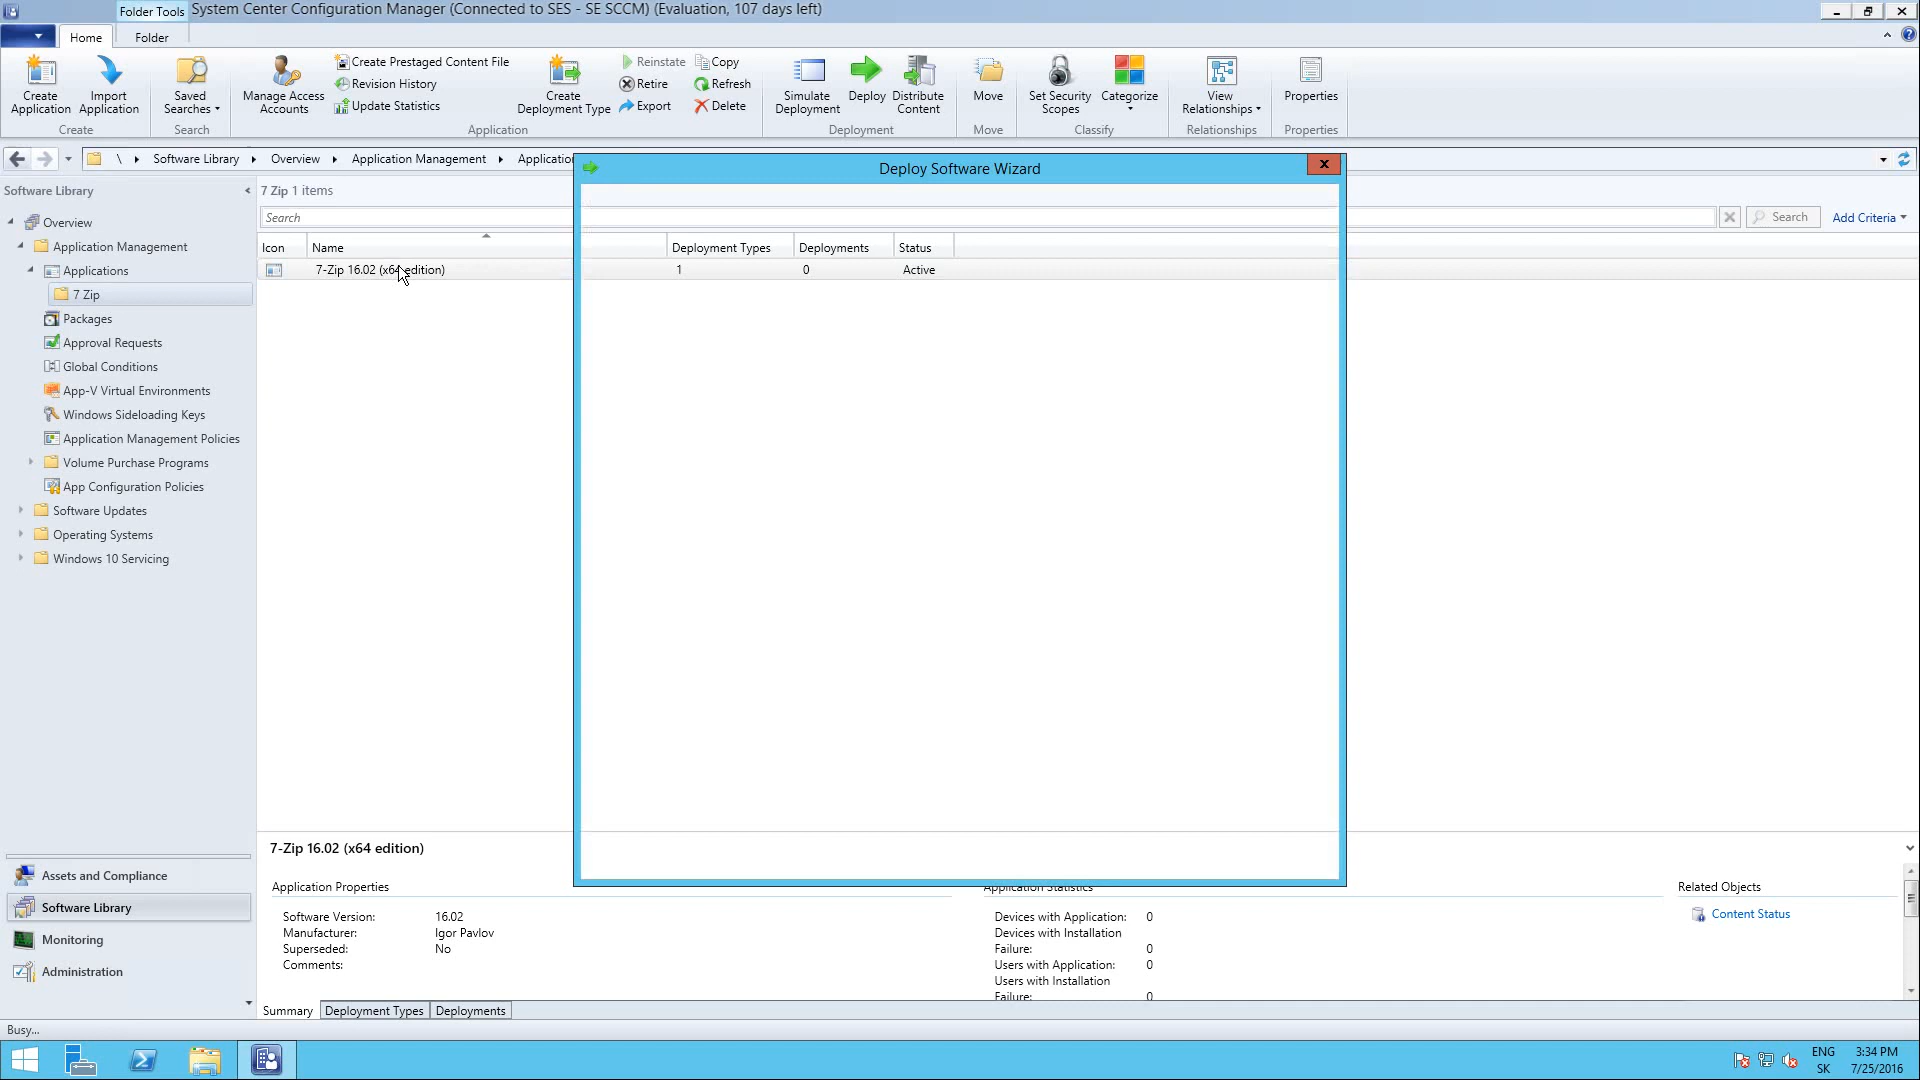 Folder Tools
System Center Configuration Manager (Connected to SES - SE SCCM) (Evaluation, 107 days left)
Home
Folder
Create Application
Import Application
Create
Saved Searches
Search
Manage Access Accounts
Create Prestaged Content File
Revision History
Update Statistics
Create Deployment Type
Reinstate
Retire
Export
Copy
Refresh
Delete
Application
Simulate Deployment
Deploy
Distribute Content
Deployment
Move
Move
Set Security Scopes
Categorize
Classify
View Relationships
Relationships
Properties
Properties
\ Software Library Overview Application Management Applicatio
Deploy Software Wizard
Software Library
7 Zip 1 items
Search
Search
Add Criteria
Icon Name Deployment Types Deployments Status
7-Zip 16.02 (x64 edition) 1 0 Active
Overview
Application Management
Applications
7 Zip
Packages
Approval Requests
Global Conditions
App-V Virtual Environments
Windows Sideloading Keys
Application Management Policies
Volume Purchase Programs
App Configuration Policies
Software Updates
Operating Systems
Windows 10 Servicing
Assets and Compliance
Software Library
Monitoring
Administration
7-Zip 16.02 (x64 edition)
Application Properties
Software Version: 16.02
Manufacturer: Igor Pavlov
Superseded: No
Comments:
Application Statistics
Devices with Application: 0
Devices with Installation
Failure: 0
Users with Application: 0
Users with Installation
Failure: 0
Related Objects
Content Status
Summary Deployment Types Deployments
Busy...
ENG
SK
3:34 PM
7/25/2016